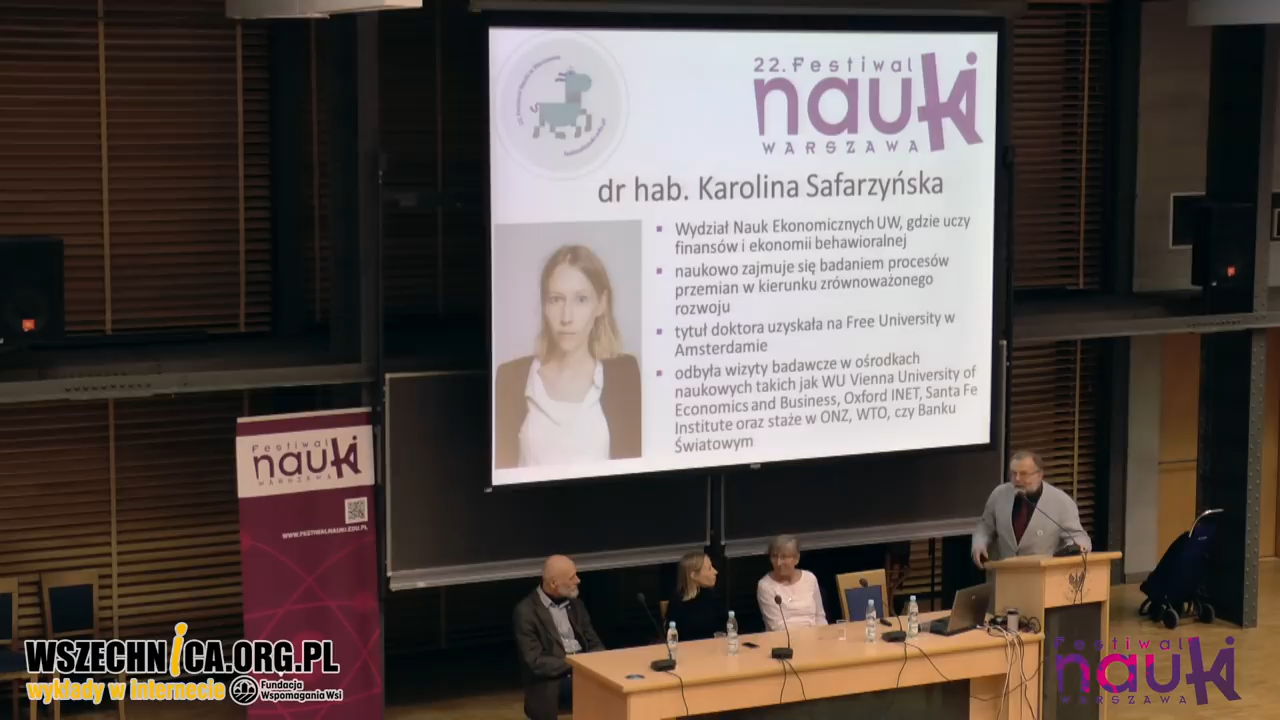 22. Festiwal
nauki
WARSZAWA
dr hab. Karolina Safarzyńska
Wydział Nauk Ekonomicznych UW, gdzie uczy
finansów i ekonomii behawioralnej
naukowo zajmuje się badaniem procesów
przemian w kierunku zrównoważonego
rozwoju
tytuł doktora uzyskała na Free University w
Amsterdamie
odbyła wizyty badawcze w ośrodkach
naukowych takich jak WU Vienna University of
Economics and Business, Oxford INET, Santa Fe
Institute oraz staże w ONZ, WTO, czy Banku
Światowym
Festiwal
nauki
WARSZAWA
WWW.FESTIWALNAUKI.EDU.PL
WSZECHNICA.ORG.PL
wykłady w internecie
Fundacja
Wspomagania Wsi
Festiwal
nauki
WARSZAWA